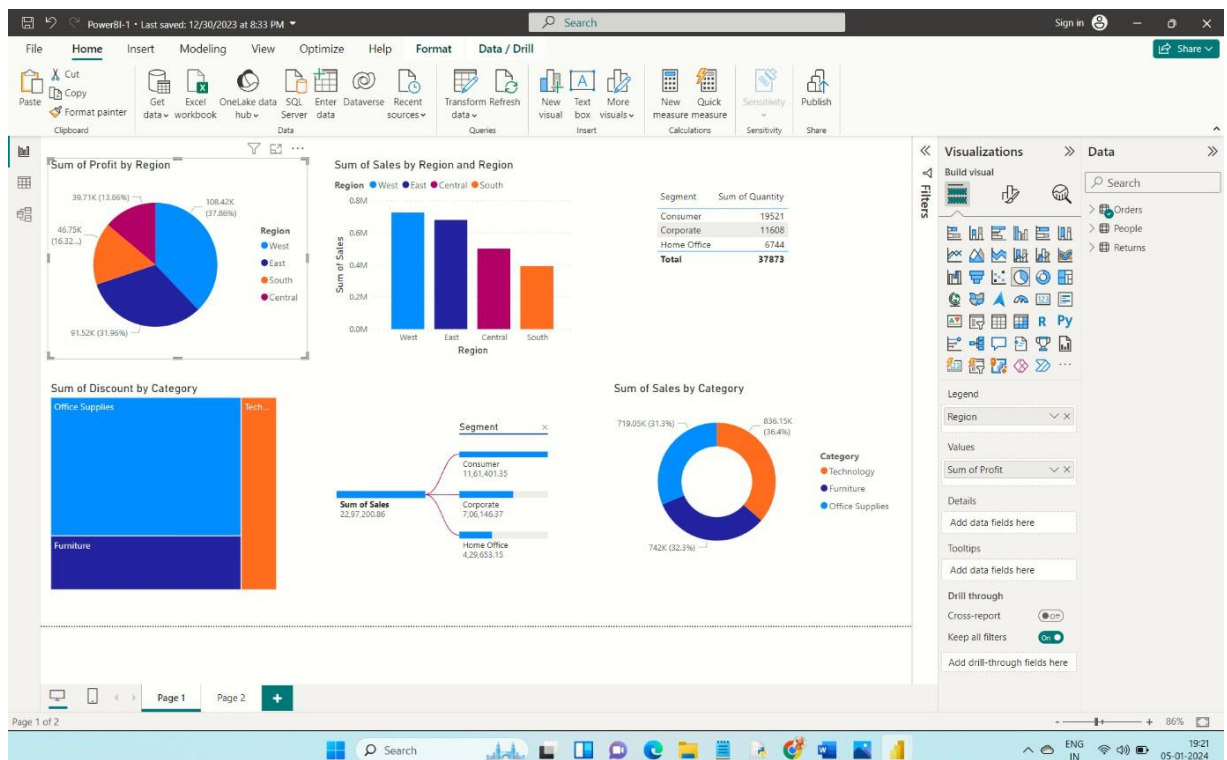 PowerBI-1 • Last saved: 12/30/2023 at 8:33 PM
Search
Sign in
File Home Insert Modeling View Optimize Help Format Data / Drill
Share
Paste
Cut
Copy
Format painter
Clipboard
Get data
Excel workbook
OneLake data hub
SQL Server
Enter data
Dataverse
Recent sources
Data
Transform data
Refresh
Queries
New visual
Text box
More visuals
Insert
New measure
Quick measure
Calculations
Sensitivity
Sensitivity
Publish
Share
Sum of Profit by Region
39.71K (13.86%)
108.42K
(37.86%)
46.75K
(16.32...)
91.52K (31.96%)
Region
West
East
South
Central
Sum of Sales by Region and Region
Region West East Central South
0.8M
0.6M
0.4M
0.2M
0.0M
Sum of Sales
West East Central South
Region
Segment Sum of Quantity
Consumer 19521
Corporate 11608
Home Office 6744
Total 37873
Sum of Discount by Category
Office Supplies
Tech...
Furniture
Segment ×
Consumer
11,61,401.35
Sum of Sales
22,97,200.86
Corporate
7,06,146.37
Home Office
4,29,653.15
Sum of Sales by Category
719.05K (31.3%)
836.15K
(36.4%)
742K (32.3%)
Category
Technology
Furniture
Office Supplies
Filters
Visualizations
Build visual
R Py
123
Legend
Region
Values
Sum of Profit
Details
Add data fields here
Tooltips
Add data fields here
Drill through
Cross-report Off
Keep all filters On
Add drill-through fields here
Data
Search
Orders
People
Returns
Page 1 Page 2 +
Page 1 of 2
- + 86%
Search
ENG
IN
19:21
05-01-2024